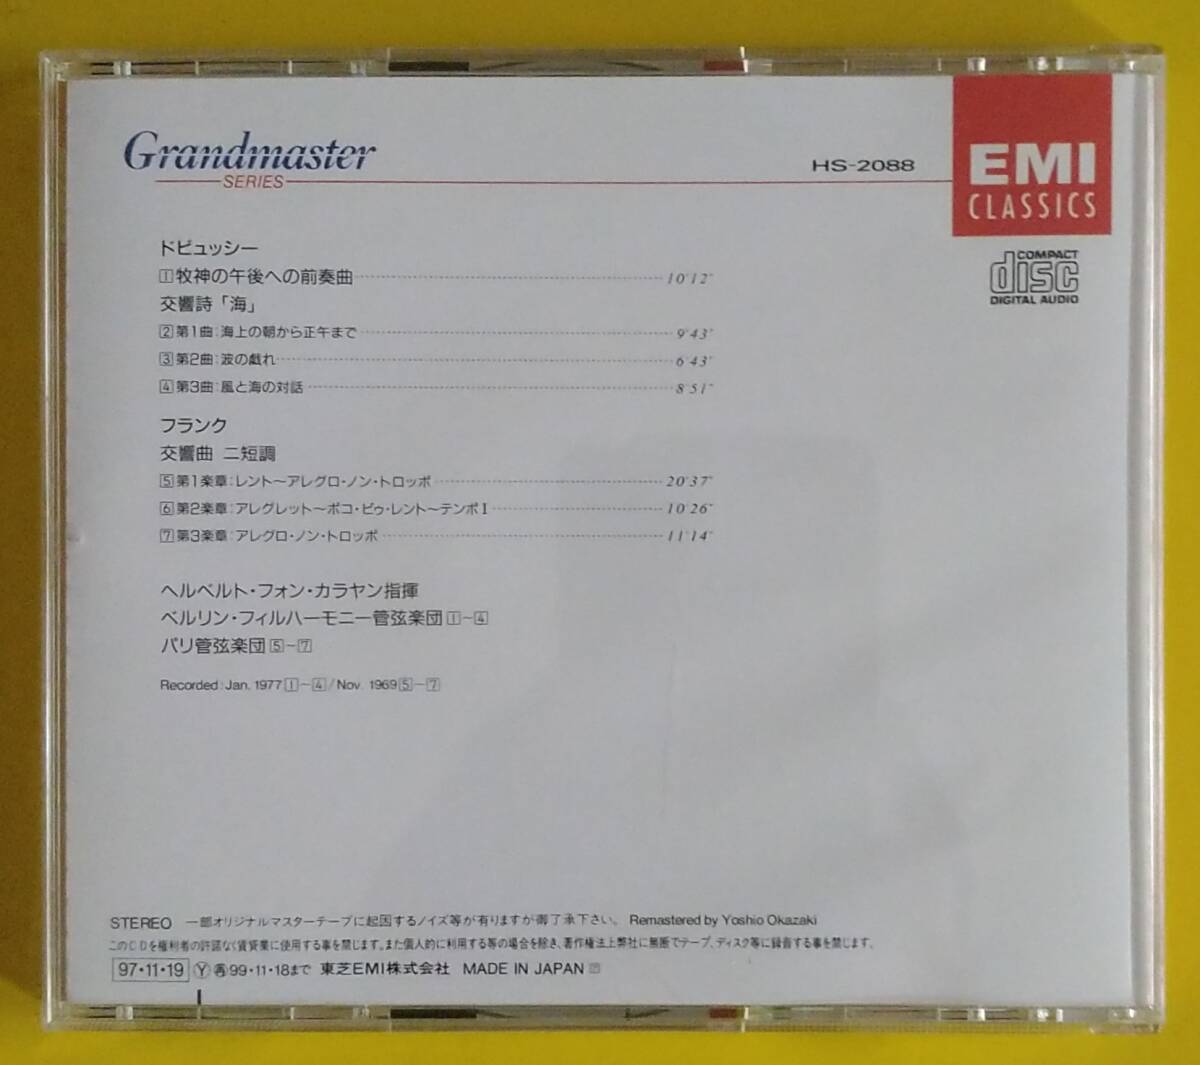 Grandmaster
SERIES
HS-2088
EMI
CLASSICS
COMPACT
disc
DIGITAL AUDIO
ドビュッシー
1 牧神の午後への前奏曲 10'12"
交響詩「海」
2 第1曲:海上の朝から正午まで 9'43"
3 第2曲:波の戯れ 6'43"
4 第3曲:風と海の対話 8'51"
フランク
交響曲 ニ短調
5 第1楽章:レント〜アレグロ・ノン・トロッポ 20'37"
6 第2楽章:アレグレット〜ポコ・ピゥ・レント〜テンポⅠ 10'26"
7 第3楽章:アレグロ・ノン・トロッポ 11'14"
ヘルベルト・フォン・カラヤン指揮
ベルリン・フィルハーモニー管弦楽団 1〜4
パリ管弦楽団 5〜7
Recorded: Jan. 1977 1〜4 / Nov. 1969 5〜7
STEREO 一部オリジナルマスターテープに起因するノイズ等が有りますが御了承下さい。 Remastered by Yoshio Okazaki
このCDを権利者の許諾なく賃貸業に使用する事を禁じます。また個人的に利用する等の場合を除き、著作権法上弊社に無断でテープ、ディスク等に録音する事を禁じます。
97・11・19 Ⓨ 再 99・11・18まで 東芝EMI株式会社 MADE IN JAPAN